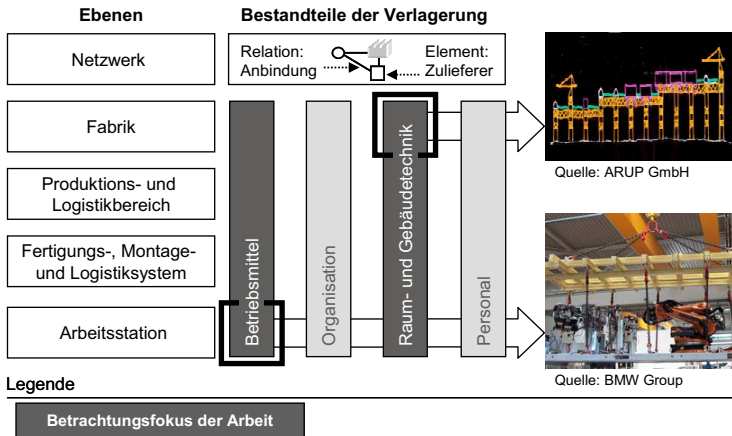 Ebenen
Bestandteile der Verlagerung
Netzwerk
Relation:
Anbindung
Element:
Zulieferer
Fabrik
Produktions- und
Logistikbereich
Fertigungs-, Montage-
und Logistiksystem
Arbeitsstation
Betriebsmittel
Organisation
Raum- und Gebäudetechnik
Personal
Quelle: ARUP GmbH
Quelle: BMW Group
Legende
Betrachtungsfokus der Arbeit